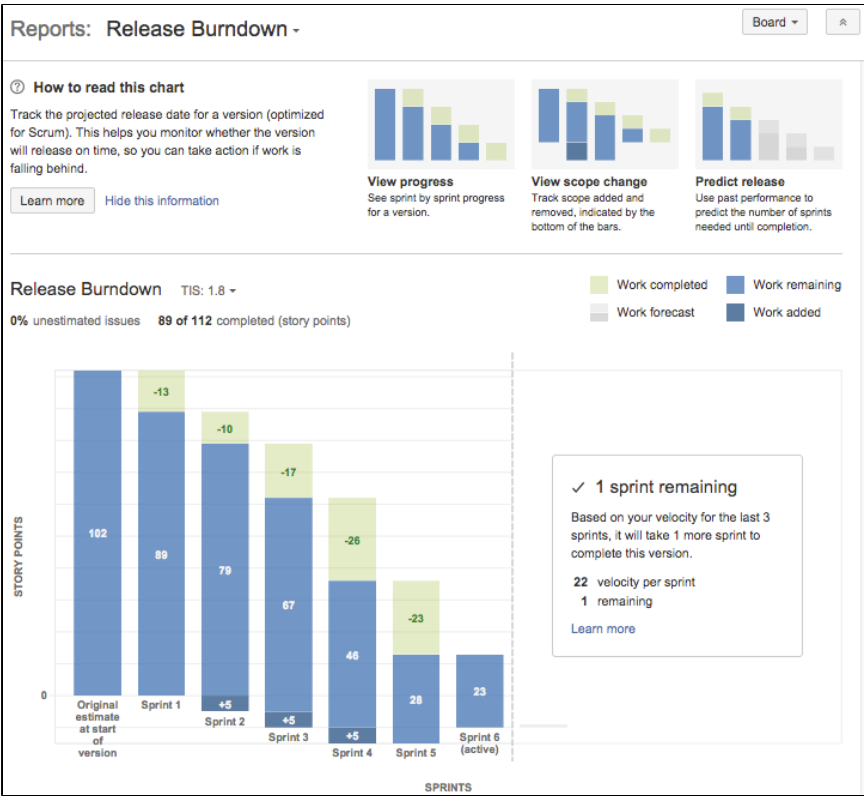 Reports: Release Burndown
Board
How to read this chart
Track the projected release date for a version (optimized
for Scrum). This helps you monitor whether the version
will release on time, so you can take action if work is
falling behind.
Learn more Hide this information
View progress
See sprint by sprint progress
for a version.
View scope change
Track scope added and
removed, indicated by the
bottom of the bars.
Predict release
Use past performance to
predict the number of sprints
needed until completion.
Release Burndown TIS: 1.8
Work completed Work remaining
Work forecast Work added
0% unestimated issues 89 of 112 completed (story points)
STORY POINTS
0
102
-13
89
-10
79
+5
-17
67
+5
-26
46
+5
-23
28
23
Original
estimate
at start
of
version
Sprint 1
Sprint 2
Sprint 3
Sprint 4
Sprint 5
Sprint 6
(active)
SPRINTS
1 sprint remaining
Based on your velocity for the last 3
sprints, it will take 1 more sprint to
complete this version.
22 velocity per sprint
1 remaining
Learn more